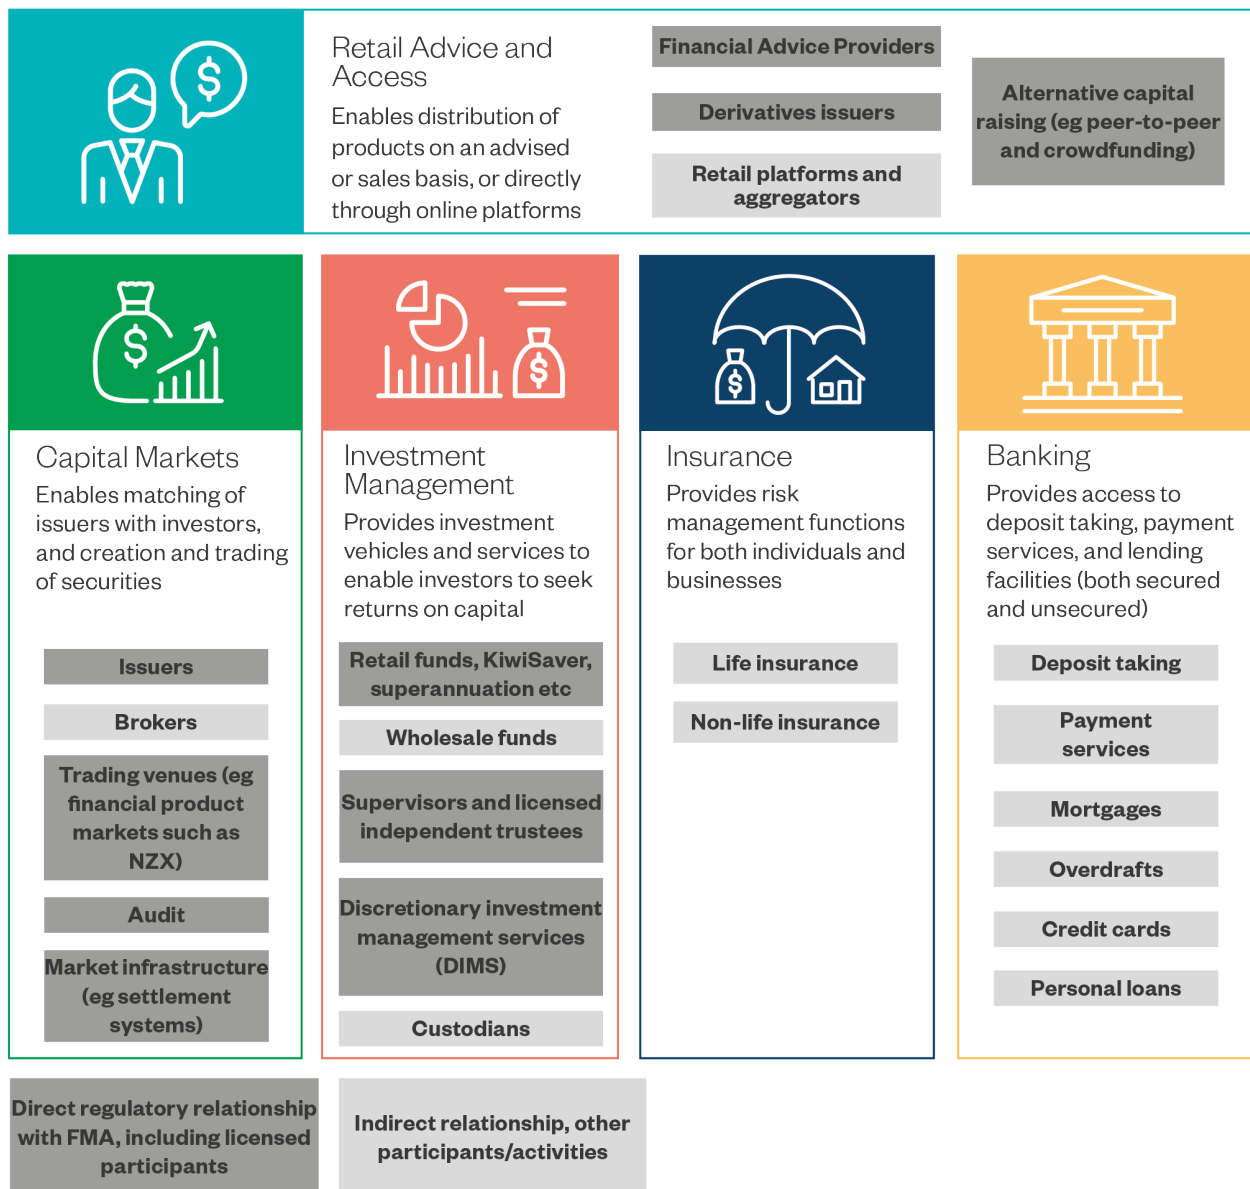 Retail Advice and
Access
Enables distribution of
products on an advised
or sales basis, or directly
through online platforms
Financial Advice Providers
Derivatives issuers
Retail platforms and
aggregators
Alternative capital
raising (eg peer-to-peer
and crowdfunding)
Capital Markets
Enables matching of
issuers with investors,
and creation and trading
of securities
Issuers
Brokers
Trading venues (eg
financial product
markets such as
NZX)
Audit
Market infrastructure
(eg settlement
systems)
Investment
Management
Provides investment
vehicles and services to
enable investors to seek
returns on capital
Retail funds, KiwiSaver,
superannuation etc
Wholesale funds
Supervisors and licensed
independent trustees
Discretionary investment
management services
(DIMS)
Custodians
Insurance
Provides risk
management functions
for both individuals and
businesses
Life insurance
Non-life insurance
Banking
Provides access to
deposit taking, payment
services, and lending
facilities (both secured
and unsecured)
Deposit taking
Payment
services
Mortgages
Overdrafts
Credit cards
Personal loans
Direct regulatory relationship
with FMA, including licensed
participants
Indirect relationship, other
participants/activities